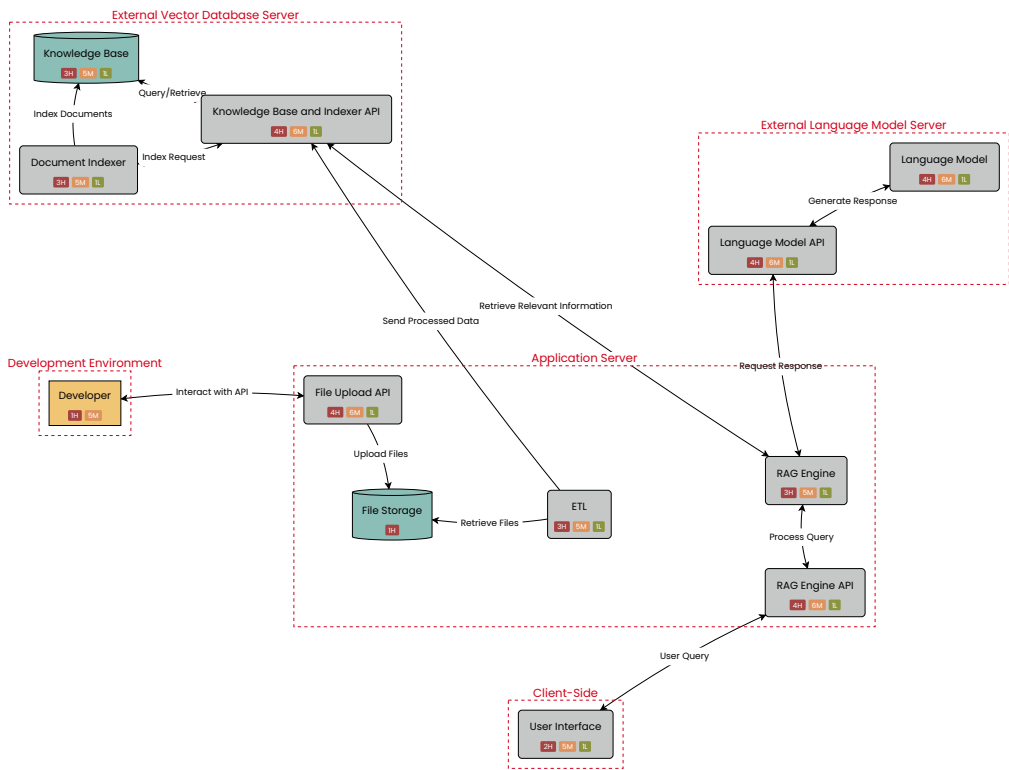 External Vector Database Server
Knowledge Base
3H 5M 1L
Query/Retrieve
Index Documents
Knowledge Base and Indexer API
4H 6M 1L
Document Indexer
3H 5M 1L
Index Request
External Language Model Server
Language Model
4H 6M 1L
Generate Response
Language Model API
4H 6M 1L
Retrieve Relevant Information
Send Processed Data
Request Response
Development Environment
Developer
1H 5M
Interact with API
Application Server
File Upload API
4H 6M 1L
Upload Files
File Storage
1H
Retrieve Files
ETL
3H 5M 1L
RAG Engine
3H 5M 1L
Process Query
RAG Engine API
4H 6M 1L
User Query
Client-Side
User Interface
2H 5M 1L